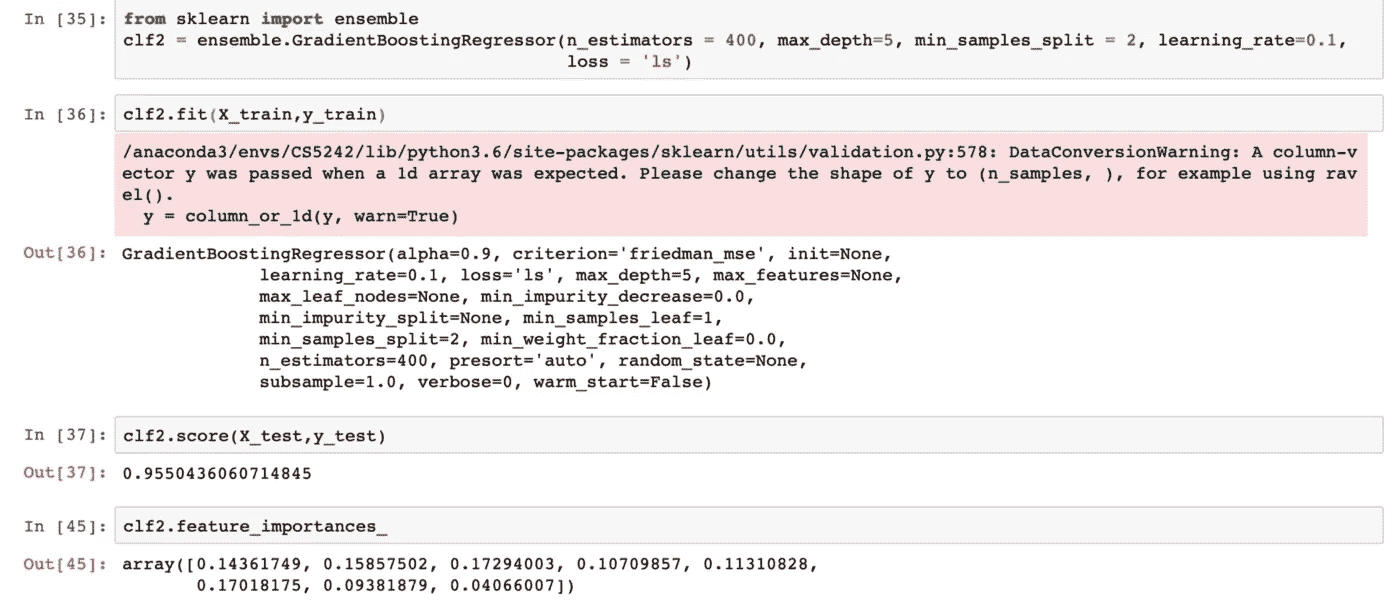 In [35]: from sklearn import ensemble
clf2 = ensemble.GradientBoostingRegressor(n_estimators = 400, max_depth=5, min_samples_split = 2, learning_rate=0.1,
loss = 'ls')
In [36]: clf2.fit(X_train,y_train)
/anaconda3/envs/CS5242/lib/python3.6/site-packages/sklearn/utils/validation.py:578: DataConversionWarning: A column-v
ector y was passed when a 1d array was expected. Please change the shape of y to (n_samples, ), for example using rav
el().
y = column_or_1d(y, warn=True)
Out[36]: GradientBoostingRegressor(alpha=0.9, criterion='friedman_mse', init=None,
learning_rate=0.1, loss='ls', max_depth=5, max_features=None,
max_leaf_nodes=None, min_impurity_decrease=0.0,
min_impurity_split=None, min_samples_leaf=1,
min_samples_split=2, min_weight_fraction_leaf=0.0,
n_estimators=400, presort='auto', random_state=None,
subsample=1.0, verbose=0, warm_start=False)
In [37]: clf2.score(X_test,y_test)
Out[37]: 0.9550436060714845
In [45]: clf2.feature_importances_
Out[45]: array([0.14361749, 0.15857502, 0.17294003, 0.10709857, 0.11310828,
0.17018175, 0.09381879, 0.04066007])